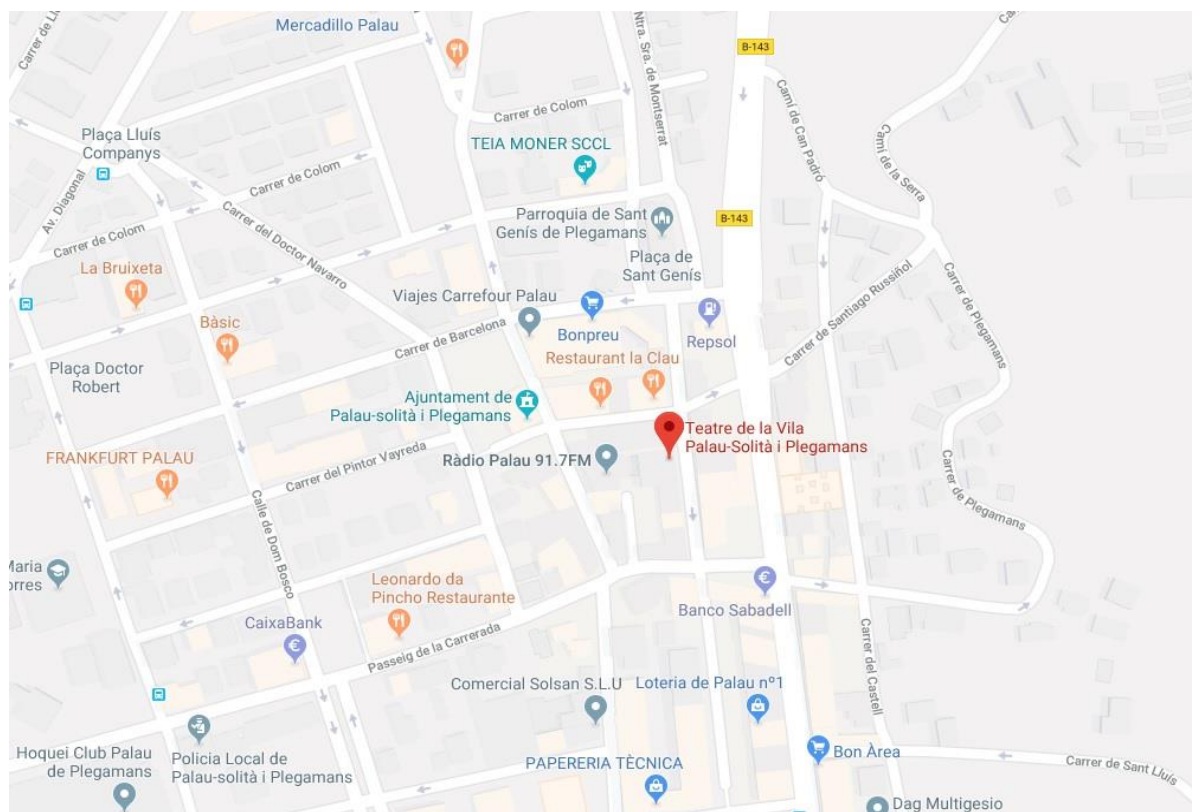 Mercadillo Palau
Ntra. Sra. de Montserrat
B-143
Carrer de Colom
Camí de Can Padró
Camí de la Serra
Plaça Lluís
Companys
TEIA MONER SCCL
Carrer de Colom
Av. Diagonal
Carrer de Colom
Carrer del Doctor Navarro
Parroquia de Sant
Genís de Plegamans
B-143
Plaça de
Sant Genís
La Bruixeta
Viajes Carrefour Palau
Carrer de Santiago Russiñol
Carrer de Plegamans
Bàsic
Carrer de Barcelona
Bonpreu
Repsol
Restaurant la Clau
Plaça Doctor
Robert
Ajuntament de
Palau-solità i Plegamans
Teatre de la Vila
Palau-Solità i Plegamans
FRANKFURT PALAU
Carrer del Pintor Vayreda
Ràdio Palau 91.7FM
Carrer de Plegamans
Calle de Dom Bosco
Maria
Leonardo da
Pincho Restaurante
Banco Sabadell
CaixaBank
Passeig de la Carrerada
Carrer del Castell
Comercial Solsan S.L.U
Loteria de Palau nº1
Hoquei Club Palau
de Plegamans
Policia Local de
Palau-solità i Plegamans
PAPERERIA TÈCNICA
Bon Àrea
Carrer de Sant Lluís
Dag Multigesio